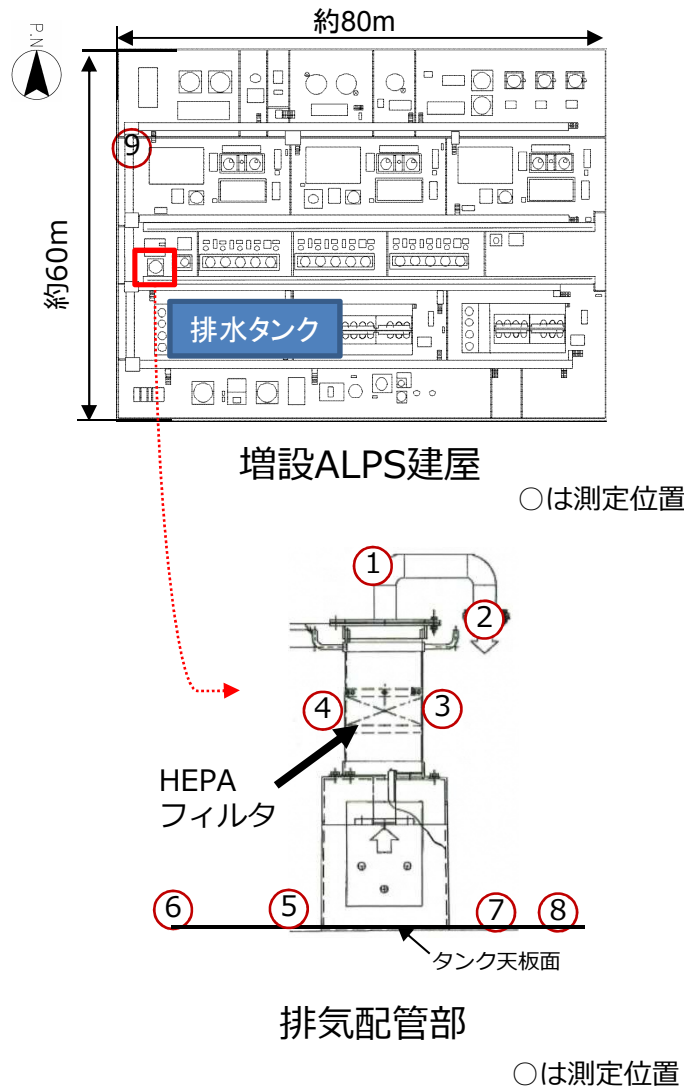 約80m
P.N
⑨
約60m
排水タンク
増設ALPS建屋
○は測定位置
①
②
④
③
HEPA
フィルタ
⑥
⑤
⑦
⑧
タンク天板面
排気配管部
○は測定位置